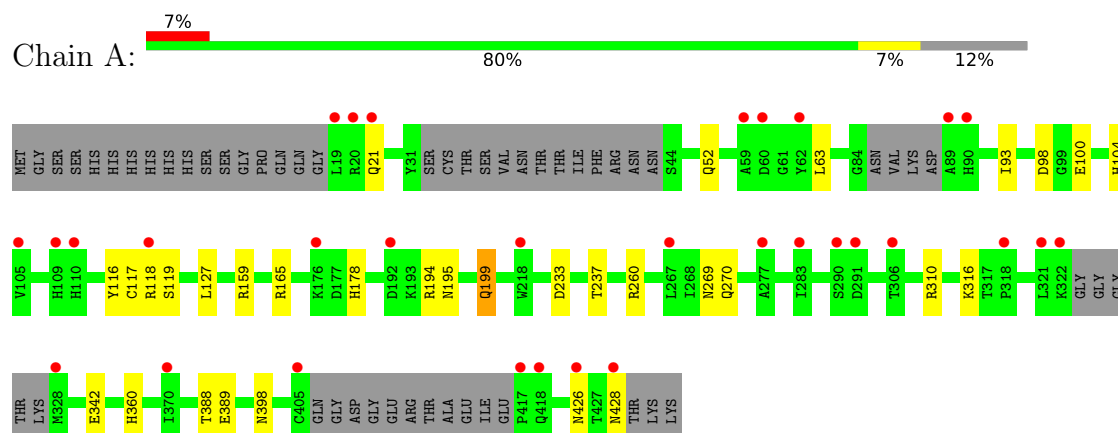 7%
Chain A:
80% 7% 12%
MET GLY SER SER HIS HIS HIS HIS HIS HIS SER SER GLY PRO GLN GLN GLY L19 R20 Q21 Y31 SER CYS THR SER VAL ASN THR THR ILE PHE ARG ASN ASN S44 Q52 A59 D60 G61 Y62 L63 G84 ASN VAL LYS ASP A89 H90 I93 D98 G99 E100 H104
V105 H109 H110 Y116 C117 R118 S119 L127 R159 R165 K176 D177 H178 D192 K193 R194 N195 Q199 W218 D233 T237 R260 L267 I268 N269 Q270 A277 I283 S290 D291 T306 R310 K316 T317 P318 L321 K322 GLY GLY GLY
THR LYS M328 E342 H360 I370 T388 E389 N398 C405 GLN GLY ASP GLY GLU ARG THR ALA GLU ILE GLU P417 Q418 N426 T427 N428 THR LYS LYS